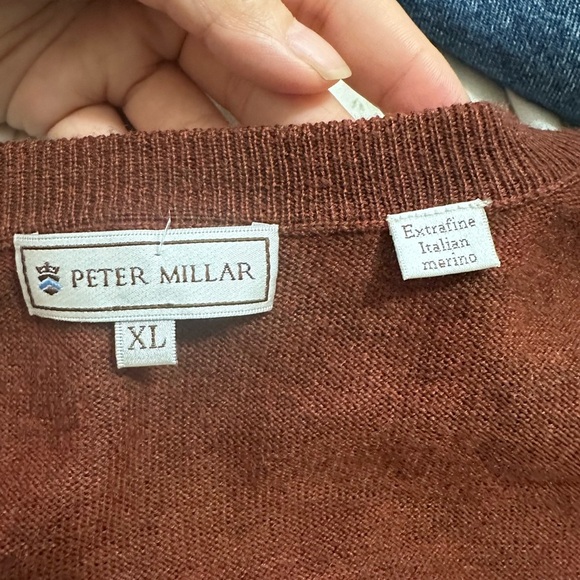 PETER MILLAR
XL
Extrafine
Italian
merino